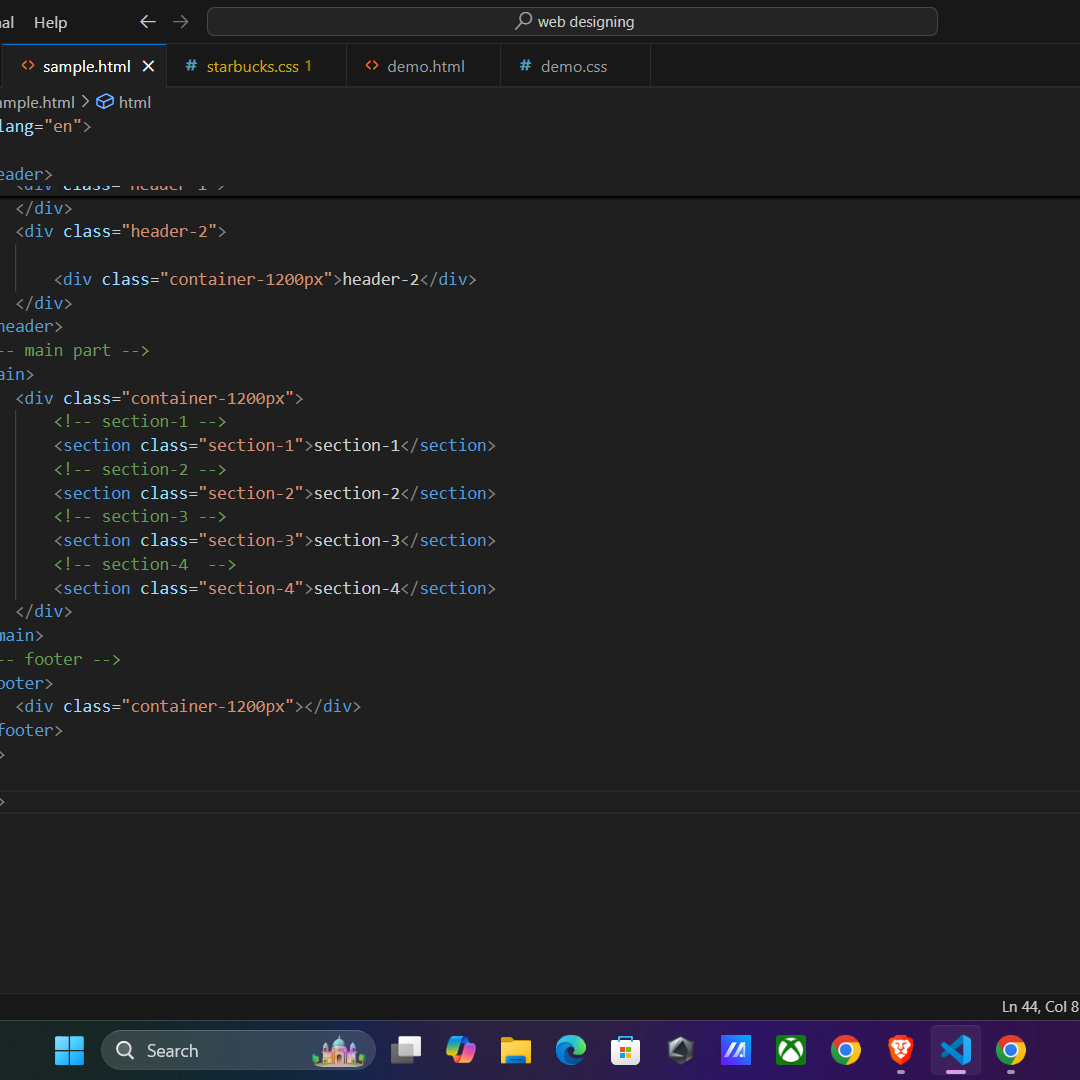 al Help web designing
sample.html starbucks.css 1 demo.html demo.css
ample.html > html
lang="en">
eader>
<div class="header-1">
</div>
<div class="header-2">
<div class="container-1200px">header-2</div>
</div>
header>
-- main part -->
ain>
<div class="container-1200px">
<!-- section-1 -->
<section class="section-1">section-1</section>
<!-- section-2 -->
<section class="section-2">section-2</section>
<!-- section-3 -->
<section class="section-3">section-3</section>
<!-- section-4  -->
<section class="section-4">section-4</section>
</div>
main>
-- footer -->
ooter>
<div class="container-1200px"></div>
footer>
>
>
Ln 44, Col 8
Search